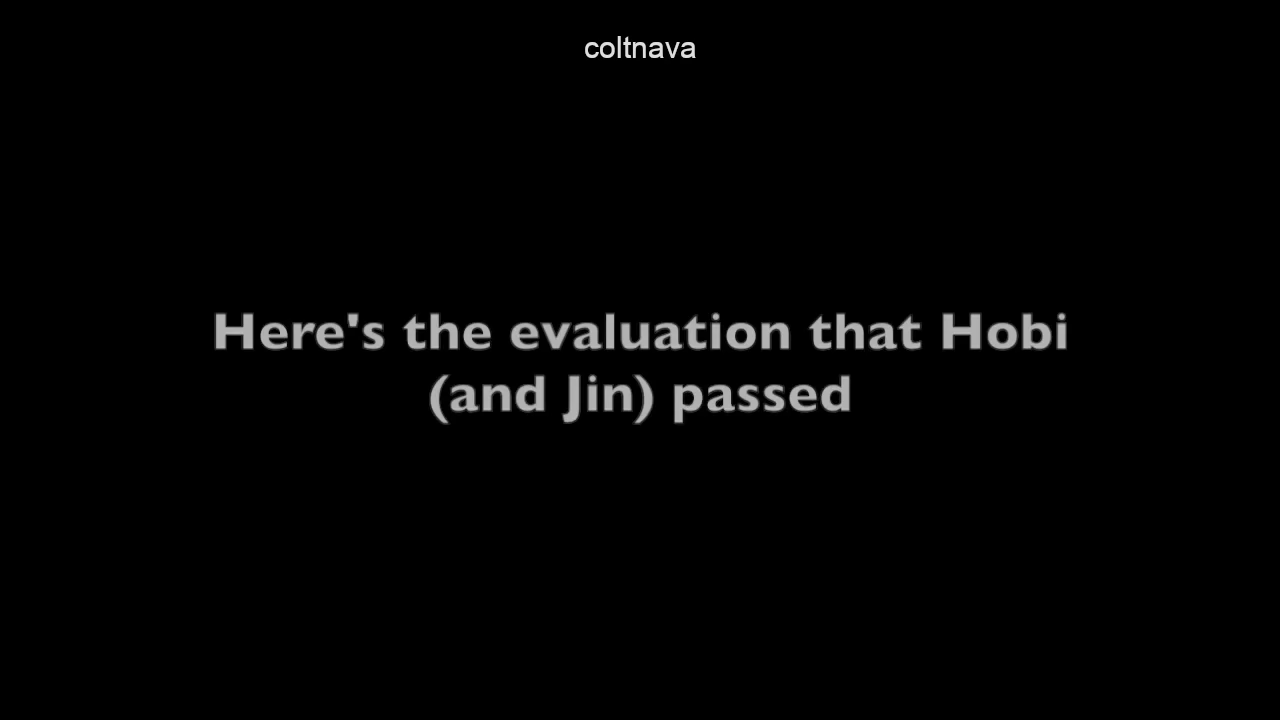 coltnava
Here's the evaluation that Hobi
(and Jin) passed